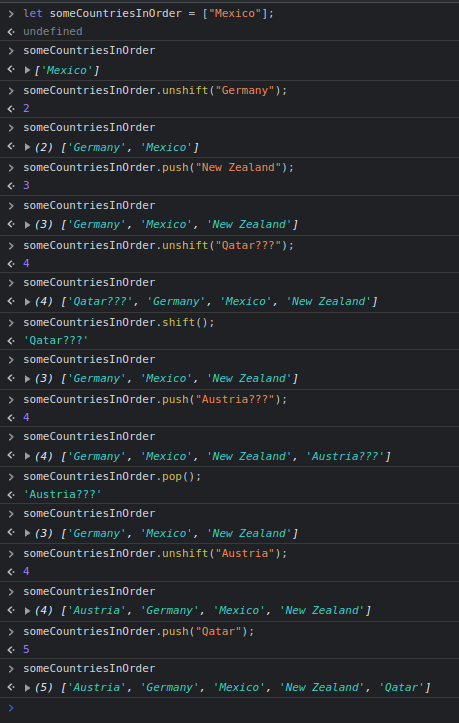 let someCountriesInOrder = ["Mexico"];
undefined
someCountriesInOrder
['Mexico']
someCountriesInOrder.unshift("Germany");
2
someCountriesInOrder
(2) ['Germany', 'Mexico']
someCountriesInOrder.push("New Zealand");
3
someCountriesInOrder
(3) ['Germany', 'Mexico', 'New Zealand']
someCountriesInOrder.unshift("Qatar???");
4
someCountriesInOrder
(4) ['Qatar???', 'Germany', 'Mexico', 'New Zealand']
someCountriesInOrder.shift();
'Qatar???'
someCountriesInOrder
(3) ['Germany', 'Mexico', 'New Zealand']
someCountriesInOrder.push("Austria???");
4
someCountriesInOrder
(4) ['Germany', 'Mexico', 'New Zealand', 'Austria???']
someCountriesInOrder.pop();
'Austria???'
someCountriesInOrder
(3) ['Germany', 'Mexico', 'New Zealand']
someCountriesInOrder.unshift("Austria");
4
someCountriesInOrder
(4) ['Austria', 'Germany', 'Mexico', 'New Zealand']
someCountriesInOrder.push("Qatar");
5
someCountriesInOrder
(5) ['Austria', 'Germany', 'Mexico', 'New Zealand', 'Qatar']